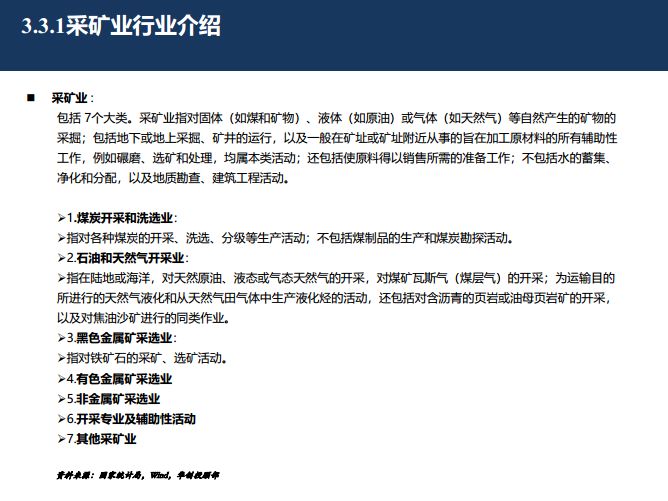 3.3.1采矿业行业介绍
■ 采矿业：
包括 7个大类。采矿业指对固体（如煤和矿物）、液体（如原油）或气体（如天然气）等自然产生的矿物的
采掘；包括地下或地上采掘、矿井的运行，以及一般在矿址或矿址附近从事的旨在加工原材料的所有辅助性
工作，例如碾磨、选矿和处理，均属本类活动；还包括使原料得以销售所需的准备工作；不包括水的蓄集、
净化和分配，以及地质勘查、建筑工程活动。
➢1.煤炭开采和洗选业：
➢指对各种煤炭的开采、洗选、分级等生产活动；不包括煤制品的生产和煤炭勘探活动。
➢2.石油和天然气开采业：
➢指在陆地或海洋，对天然原油、液态或气态天然气的开采，对煤矿瓦斯气（煤层气）的开采；为运输目的
所进行的天然气液化和从天然气田气体中生产液化烃的活动，还包括对含沥青的页岩或油母页岩矿的开采，
以及对焦油沙矿进行的同类作业。
➢3.黑色金属矿采选业：
➢指对铁矿石的采矿、选矿活动。
➢4.有色金属矿采选业
➢5.非金属矿采选业
➢6.开采专业及辅助性活动
➢7.其他采矿业
资料来源：国家统计局，Wind，华创投顾部